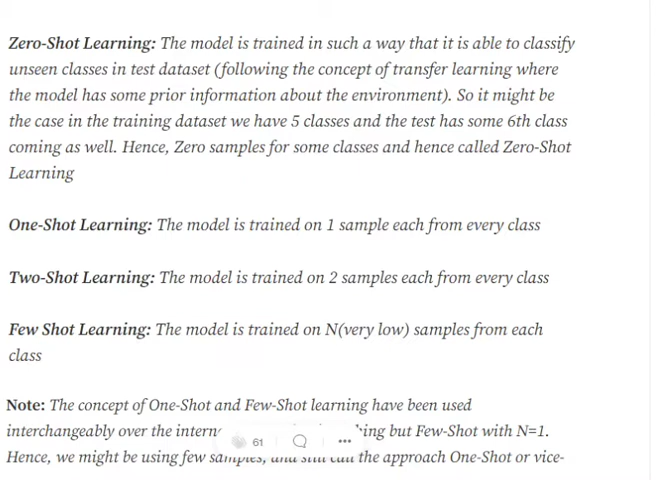 Zero-Shot Learning: The model is trained in such a way that it is able to classify
unseen classes in test dataset (following the concept of transfer learning where
the model has some prior information about the environment). So it might be
the case in the training dataset we have 5 classes and the test has some 6th class
coming as well. Hence, Zero samples for some classes and hence called Zero-Shot
Learning
One-Shot Learning: The model is trained on 1 sample each from every class
Two-Shot Learning: The model is trained on 2 samples each from every class
Few Shot Learning: The model is trained on N(very low) samples from each
class
Note: The concept of One-Shot and Few-Shot learning have been used
interchangeably over the 61 but Few-Shot with N=1.
Hence, we might be using few samples, and still call the approach One-Shot or vice-